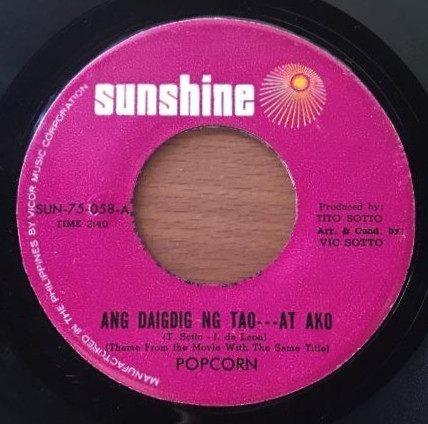 sunshine
SUN-75-058-A
TIME 2:40
Produced by:
TITO SOTTO
Arr. & Cond. by:
VIC SOTTO
ANG DAIGDIG NG TAO---AT AKO
(T. Sotto - J. de Leon)
(Theme From the Movie With The Same Title)
POPCORN
MANUFACTURED IN THE PHILIPPINES BY VICOR MUSIC CORPORATION